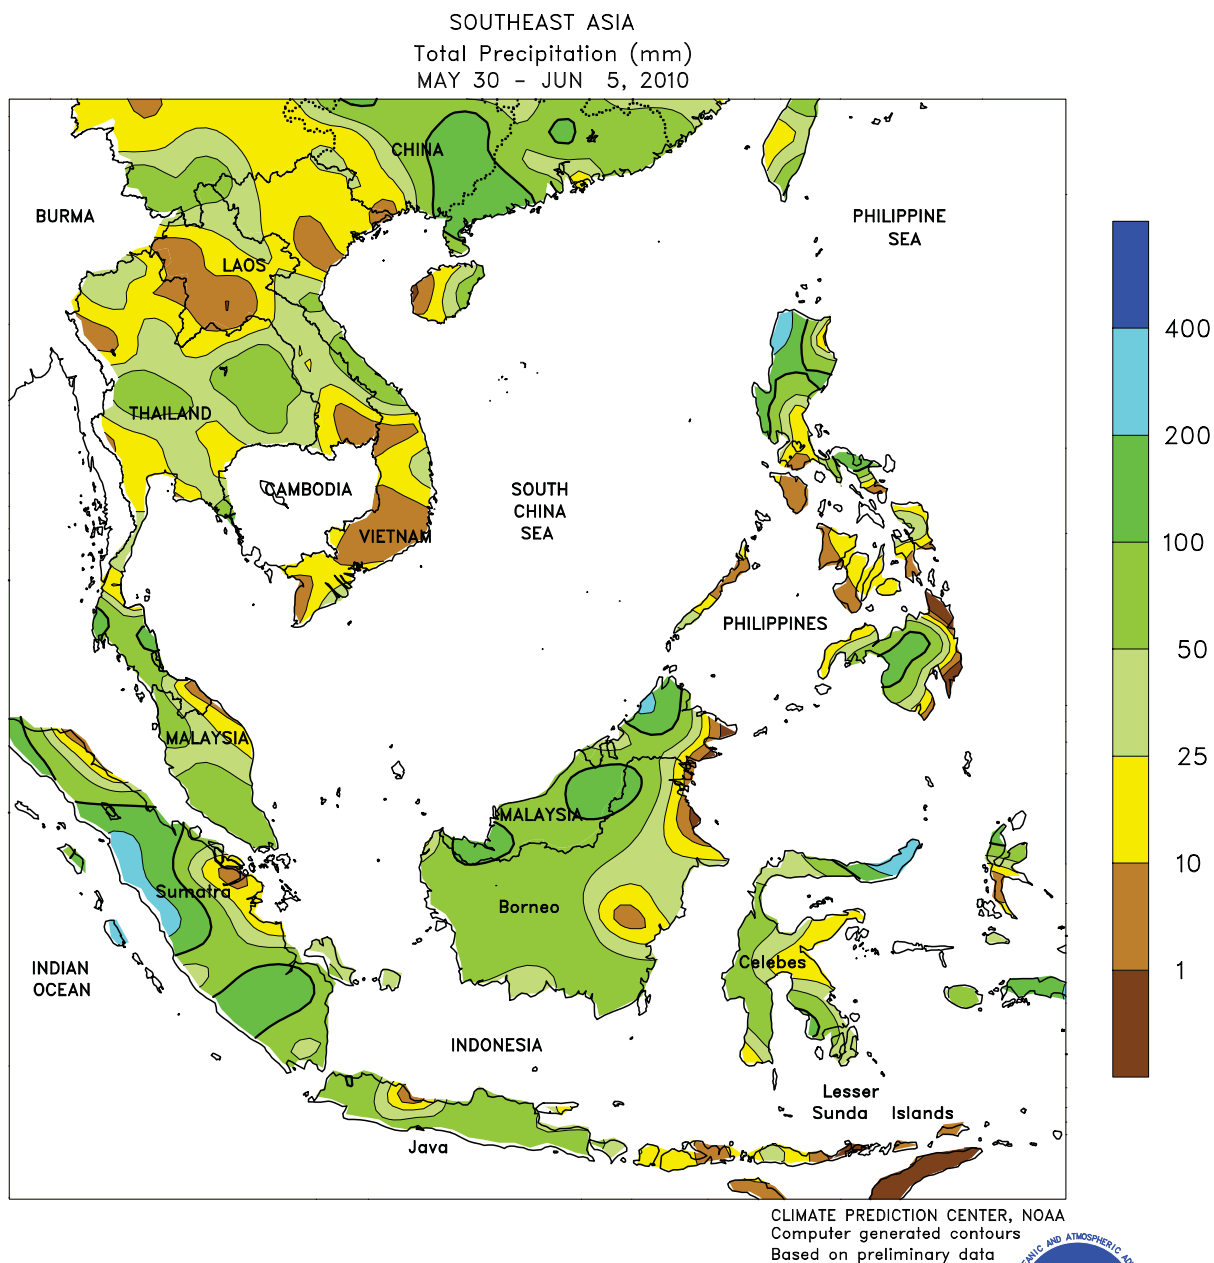 SOUTHEAST ASIA
Total Precipitation (mm)
MAY 30 - JUN 5, 2010
CHINA
BURMA
PHILIPPINE
SEA
LAOS
400
THAILAND
200
CAMBODIA
SOUTH
CHINA
SEA
VIETNAM
100
PHILIPPINES
50
MALAYSIA
25
MALAYSIA
10
Sumatra
Borneo
Celebes
INDIAN
OCEAN
1
INDONESIA
Lesser
Sunda Islands
Java
CLIMATE PREDICTION CENTER, NOAA
Computer generated contours
Based on preliminary data
AND ATMOSPHERIC